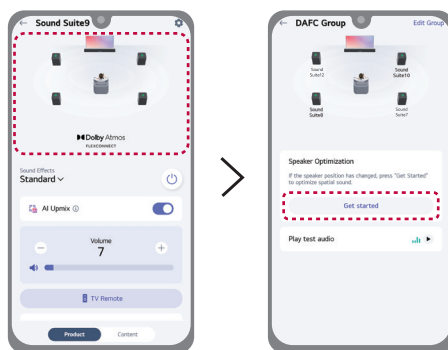 Sound Suite9
Dolby Atmos
FLEXCONNECT
Sound Effects
Standard
AI Upmix
Volume
7
TV Remote
Product
Content
DAFC Group
Edit Group
Sound
Suite12
Sound
Suite10
Sound
Suite8
Sound
Suite7
Speaker Optimization
If the speaker position has changed, press "Get Started"
to optimize spatial sound.
Get started
Play test audio